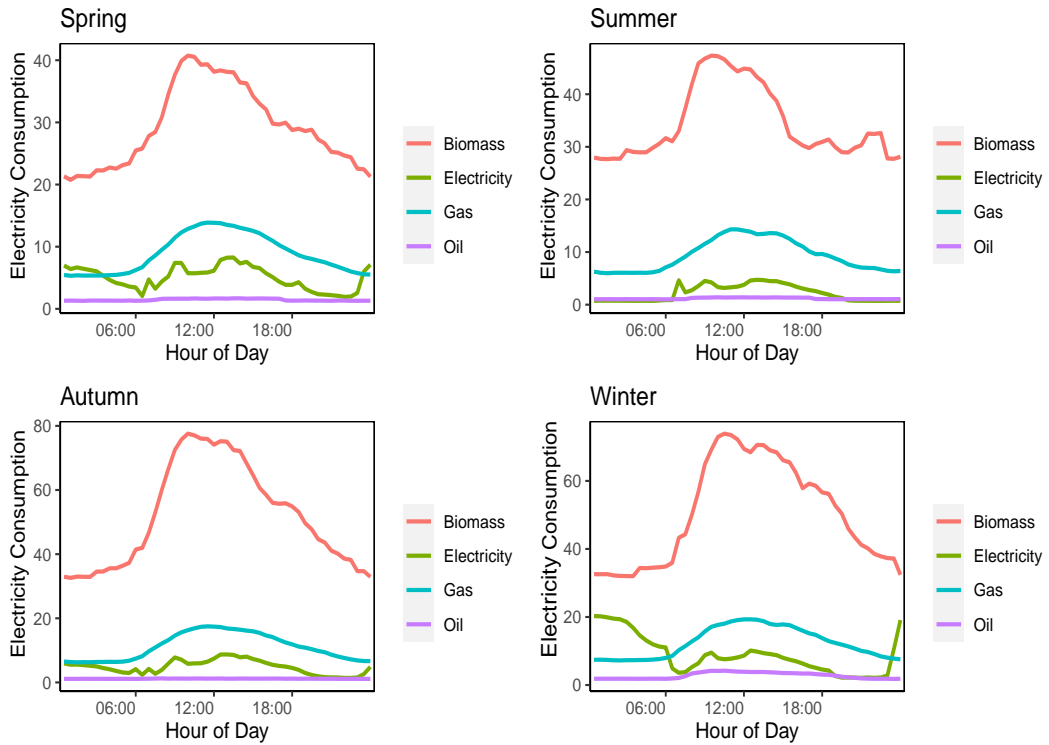 Spring
Electricity Consumption
40
30
20
10
0
06:00
12:00
18:00
Hour of Day
Biomass
Electricity
Gas
Oil
Summer
Electricity Consumption
40
30
20
10
0
06:00
12:00
18:00
Hour of Day
Biomass
Electricity
Gas
Oil
Autumn
Electricity Consumption
80
60
40
20
0
06:00
12:00
18:00
Hour of Day
Biomass
Electricity
Gas
Oil
Winter
Electricity Consumption
60
40
20
0
06:00
12:00
18:00
Hour of Day
Biomass
Electricity
Gas
Oil